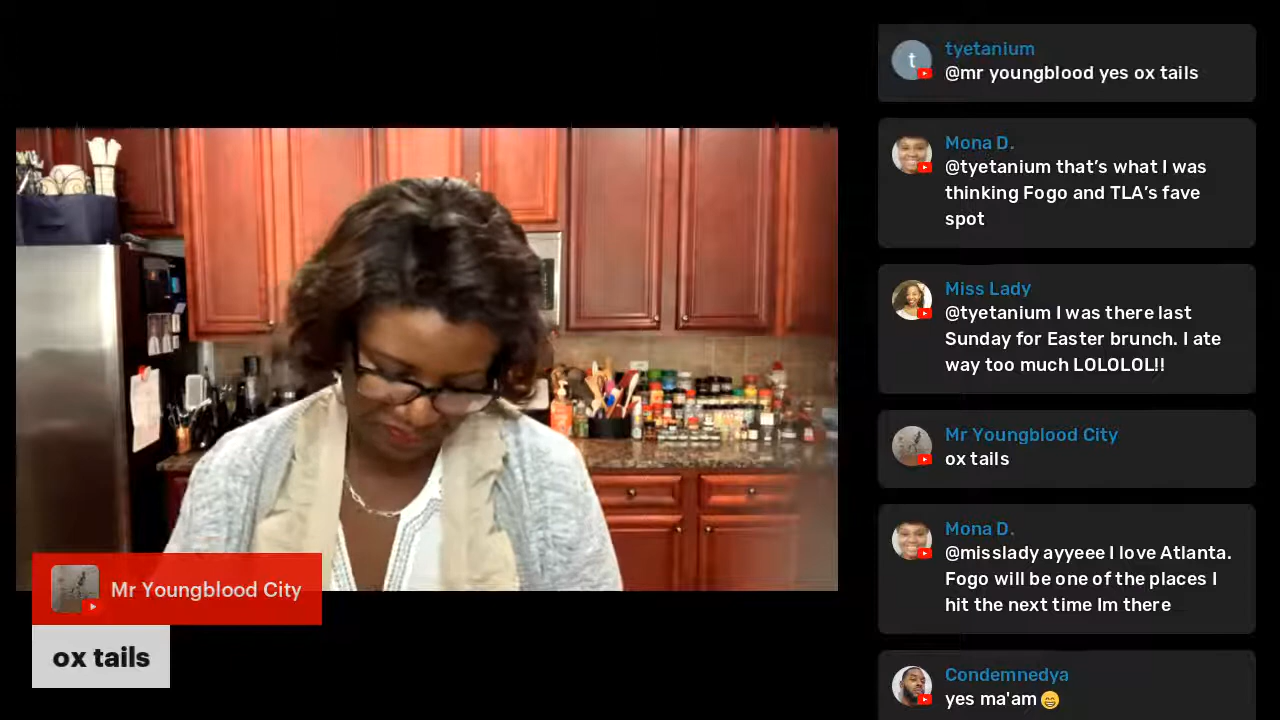 tyetanium
@mr youngblood yes ox tails
Mona D.
@tyetanium that’s what I was
thinking Fogo and TLA’s fave
spot
Miss Lady
@tyetanium I was there last
Sunday for Easter brunch. I ate
way too much LOLOLOL!!
Mr Youngblood City
ox tails
Mona D.
@misslady ayyeee I love Atlanta.
Fogo will be one of the places I
hit the next time Im there
Condemnedya
yes ma'am 😁
Mr Youngblood City
ox tails
t